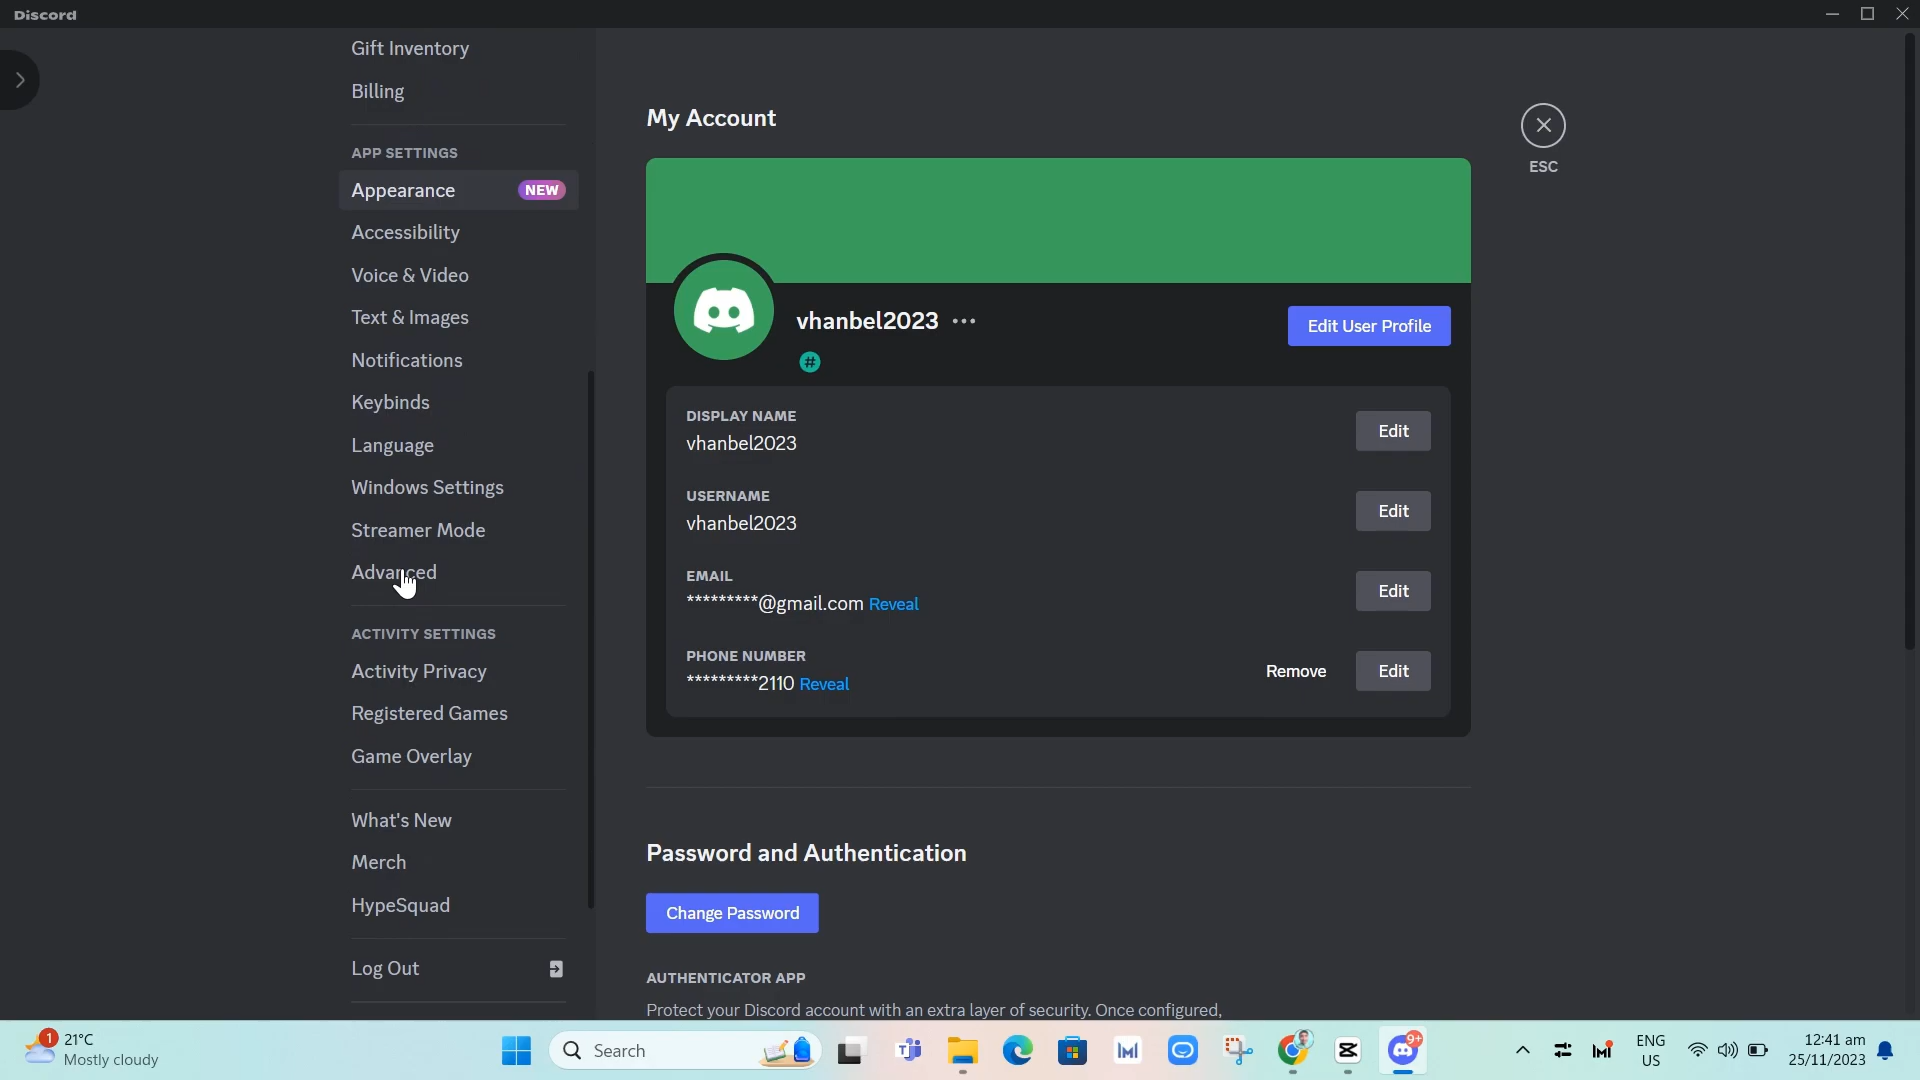 Discord
Gift Inventory
Billing
APP SETTINGS
Appearance NEW
Accessibility
Voice & Video
Text & Images
Notifications
Keybinds
Language
Windows Settings
Streamer Mode
Advanced
ACTIVITY SETTINGS
Activity Privacy
Registered Games
Game Overlay
What's New
Merch
HypeSquad
Log Out
My Account
ESC
vhanbel2023
Edit User Profile
#
DISPLAY NAME
vhanbel2023
Edit
USERNAME
vhanbel2023
Edit
EMAIL
*********@gmail.com Reveal
Edit
PHONE NUMBER
*********2110 Reveal
Remove Edit
Password and Authentication
Change Password
AUTHENTICATOR APP
Protect your Discord account with an extra layer of security. Once configured,
1
21°C
Mostly cloudy
Search
9+
ENG
US
12:41 am
25/11/2023